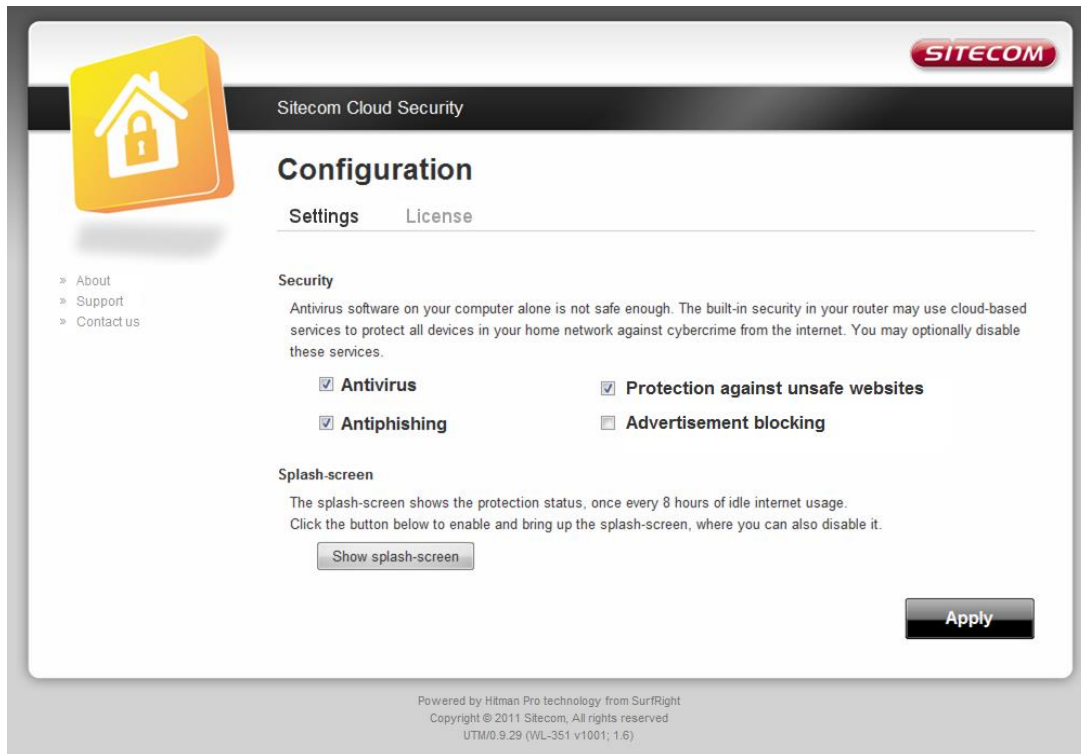 SITECOM
Sitecom Cloud Security
Configuration
Settings License
» About
» Support
» Contact us
Security
Antivirus software on your computer alone is not safe enough. The built-in security in your router may use cloud-based
services to protect all devices in your home network against cybercrime from the internet. You may optionally disable
these services.
Antivirus
Protection against unsafe websites
Antiphishing
Advertisement blocking
Splash-screen
The splash-screen shows the protection status, once every 8 hours of idle internet usage.
Click the button below to enable and bring up the splash-screen, where you can also disable it.
Show splash-screen
Apply
Powered by Hitman Pro technology from SurfRight
Copyright © 2011 Sitecom, All rights reserved
UTM/0.9.29 (WL-351 v1001; 1.6)